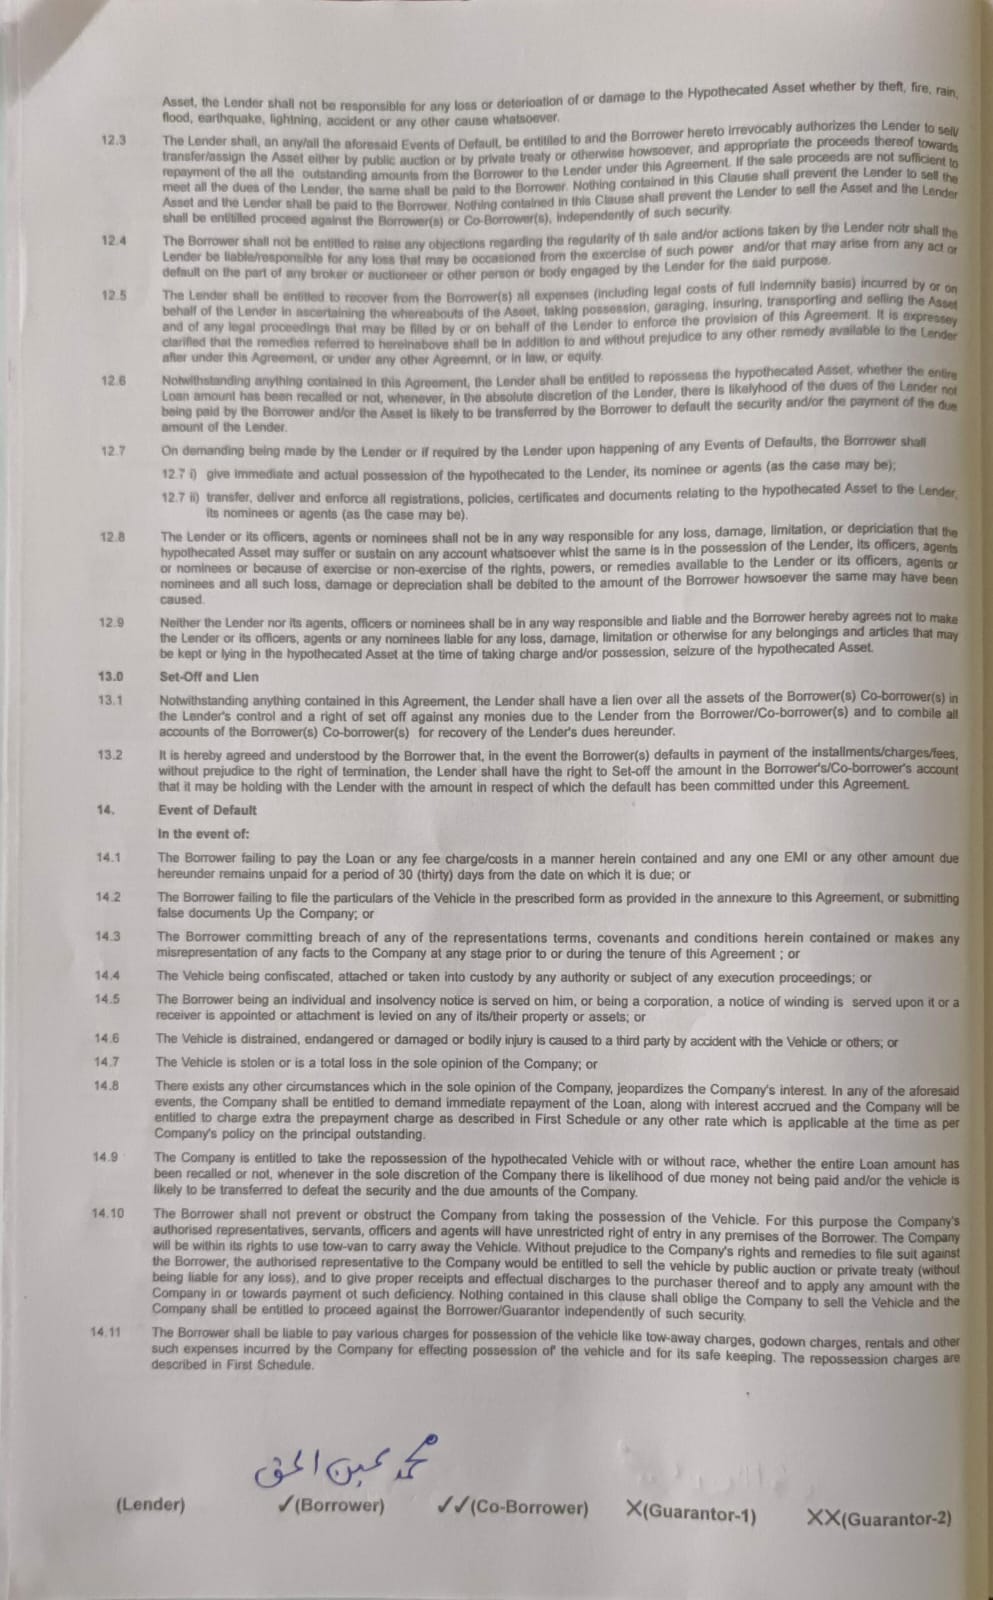 Asset, the Lender shall not be responsible for any loss or deterioation of or damage to the Hypothecated Asset whether by theft, fire, rain,
flood, earthquake, lightning, accident or any other cause whatsoever.
12.3 The Lender shall, an any/all the aforesaid Events of Default, be entitiled to and the Borrower hereto irrevocably authorizes the Lender to sell/
transfer/assign the Asset either by public auction or by private treaty or otherwise howsoever, and appropriate the proceeds thereof towards
repayment of the all the outstanding amounts from the Borrower to the Lender under this Agreement. If the sale proceeds are not sufficient to
meet all the dues of the Lender, the same shall be paid to the Borrower. Nothing contained in this Clause shall prevent the Lender to sell the
Asset and the Lender shall be paid to the Borrower. Nothing contained in this Clause shall prevent the Lender to sell the Asset and the Lender
shall be entitilled proceed against the Borrower(s) or Co-Borrower(s), independently of such security.
12.4 The Borrower shall not be entitled to raise any objections regarding the regularity of th sale and/or actions taken by the Lender notr shall the
Lender be liable/responsible for any loss that may be occasioned from the excercise of such power and/or that may arise from any act or
default on the part of any broker or auctioneer or other person or body engaged by the Lender for the said purpose.
12.5 The Lender shall be entitled to recover from the Borrower(s) all expenses (including legal costs of full indemnity basis) incurred by or on
behalf of the Lender in ascertaining the whereabouts of the Asset, taking possession, garaging, insuring, transporting and selling the Asset
and of any legal proceedings that may be filled by or on behalf of the Lender to enforce the provision of this Agreement. It is expressey
clarified that the remedies referred to hereinabove shall be in addition to and without prejudice to any other remedy available to the Lender
after under this Agreement, or under any other Agreemnt, or in law, or equity.
12.6 Notwithstanding anything contained in this Agreement, the Lender shall be entitled to repossess the hypothecated Asset, whether the entire
Loan amount has been recalled or not, whenever, in the absolute discretion of the Lender, there is likelyhood of the dues of the Lender not
being paid by the Borrower and/or the Asset is likely to be transferred by the Borrower to default the security and/or the payment of the due
amount of the Lender.
12.7 On demanding being made by the Lender or if required by the Lender upon happening of any Events of Defaults, the Borrower shall
12.7 i) give immediate and actual possession of the hypothecated to the Lender, its nominee or agents (as the case may be);
12.7 ii) transfer, deliver and enforce all registrations, policies, certificates and documents relating to the hypothecated Asset to the Lender,
its nominees or agents (as the case may be).
12.8 The Lender or its officers, agents or nominees shall not be in any way responsible for any loss, damage, limitation, or depriciation that the
hypothecated Asset may suffer or sustain on any account whatsoever whist the same is in the possession of the Lender, its officers, agents
or nominees or because of exercise or non-exercise of the rights, powers, or remedies available to the Lender or its officers, agents or
nominees and all such loss, damage or depreciation shall be debited to the amount of the Borrower howsoever the same may have been
caused.
12.9 Neither the Lender nor its agents, officers or nominees shall be in any way responsible and liable and the Borrower hereby agrees not to make
the Lender or its officers, agents or any nominees liable for any loss, damage, limitation or otherwise for any belongings and articles that may
be kept or lying in the hypothecated Asset at the time of taking charge and/or possession, seizure of the hypothecated Asset.
13.0 Set-Off and Lien
13.1 Notwithstanding anything contained in this Agreement, the Lender shall have a lien over all the assets of the Borrower(s) Co-borrower(s) in
the Lender's control and a right of set off against any monies due to the Lender from the Borrower/Co-borrower(s) and to combile all
accounts of the Borrower(s) Co-borrower(s) for recovery of the Lender's dues hereunder.
13.2 It is hereby agreed and understood by the Borrower that, in the event the Borrower(s) defaults in payment of the installments/charges/fees,
without prejudice to the right of termination, the Lender shall have the right to Set-off the amount in the Borrower's/Co-borrower's account
that it may be holding with the Lender with the amount in respect of which the default has been committed under this Agreement.
14. Event of Default
In the event of:
14.1 The Borrower failing to pay the Loan or any fee charge/costs in a manner herein contained and any one EMI or any other amount due
hereunder remains unpaid for a period of 30 (thirty) days from the date on which it is due; or
14.2 The Borrower failing to file the particulars of the Vehicle in the prescribed form as provided in the annexure to this Agreement, or submitting
false documents Up the Company; or
14.3 The Borrower committing breach of any of the representations terms, covenants and conditions herein contained or makes any
misrepresentation of any facts to the Company at any stage prior to or during the tenure of this Agreement ; or
14.4 The Vehicle being confiscated, attached or taken into custody by any authority or subject of any execution proceedings; or
14.5 The Borrower being an individual and insolvency notice is served on him, or being a corporation, a notice of winding is served upon it or a
receiver is appointed or attachment is levied on any of its/their property or assets; or
14.6 The Vehicle is distrained, endangered or damaged or bodily injury is caused to a third party by accident with the Vehicle or others; or
14.7 The Vehicle is stolen or is a total loss in the sole opinion of the Company; or
14.8 There exists any other circumstances which in the sole opinion of the Company, jeopardizes the Company's interest. In any of the aforesaid
events, the Company shall be entitled to demand immediate repayment of the Loan, along with interest accrued and the Company will be
entitled to charge extra the prepayment charge as described in First Schedule or any other rate which is applicable at the time as per
Company's policy on the principal outstanding.
14.9 The Company is entitled to take the repossession of the hypothecated Vehicle with or without race, whether the entire Loan amount has
been recalled or not, whenever in the sole discretion of the Company there is likelihood of due money not being paid and/or the vehicle is
likely to be transferred to defeat the security and the due amounts of the Company.
14.10 The Borrower shall not prevent or obstruct the Company from taking the possession of the Vehicle. For this purpose the Company's
authorised representatives, servants, officers and agents will have unrestricted right of entry in any premises of the Borrower. The Company
will be within its rights to use tow-van to carry away the Vehicle. Without prejudice to the Company's rights and remedies to file suit against
the Borrower, the authorised representative to the Company would be entitled to sell the vehicle by public auction or private treaty (without
being liable for any loss), and to give proper receipts and effectual discharges to the purchaser thereof and to apply any amount with the
Company in or towards payment ot such deficiency. Nothing contained in this clause shall oblige the Company to sell the Vehicle and the
Company shall be entitled to proceed against the Borrower/Guarantor independently of such security.
14.11 The Borrower shall be liable to pay various charges for possession of the vehicle like tow-away charges, godown charges, rentals and other
such expenses incurred by the Company for effecting possession of the vehicle and for its safe keeping. The repossession charges are
described in First Schedule.
محمد عين الحق
(Lender) ✓(Borrower) ✓✓(Co-Borrower) X(Guarantor-1) XX(Guarantor-2)